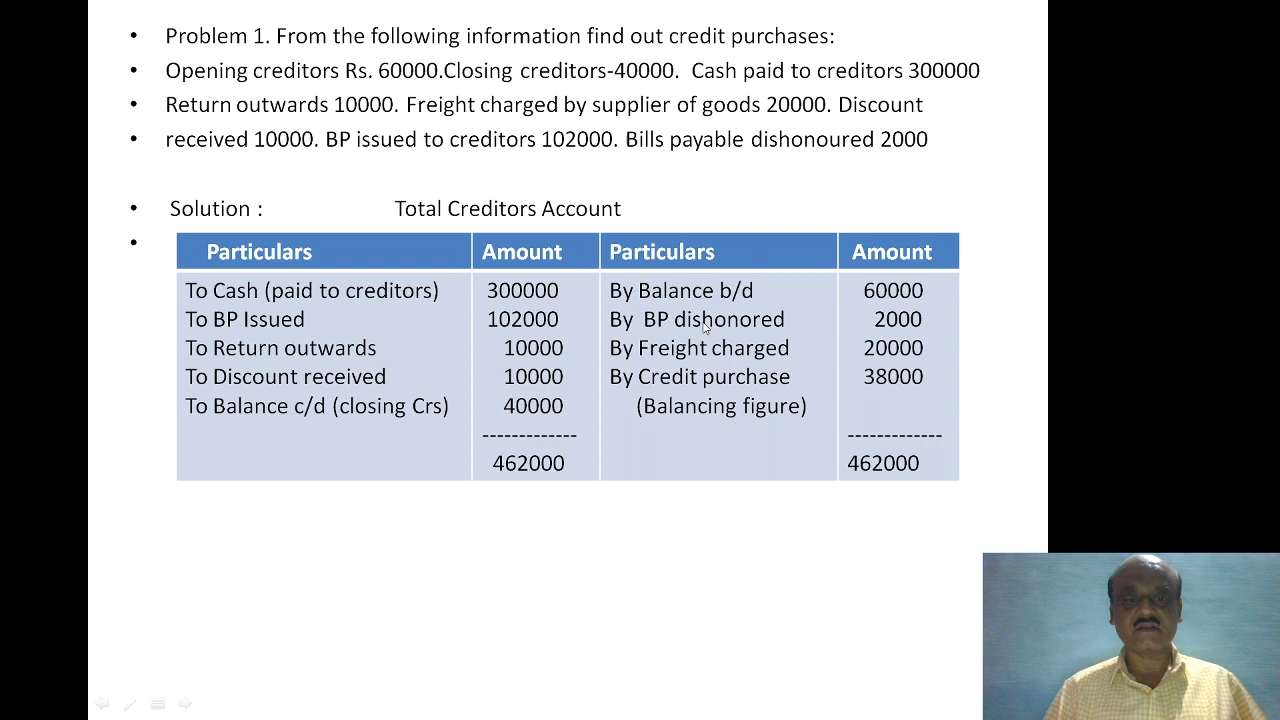 Problem 1. From the following information find out credit purchases:
Opening creditors Rs. 60000.Closing creditors-40000. Cash paid to creditors 300000
Return outwards 10000. Freight charged by supplier of goods 20000. Discount
received 10000. BP issued to creditors 102000. Bills payable dishonoured 2000
Solution : Total Creditors Account
Particulars Amount Particulars Amount
To Cash (paid to creditors) 300000 By Balance b/d 60000
To BP Issued 102000 By BP dishonored 2000
To Return outwards 10000 By Freight charged 20000
To Discount received 10000 By Credit purchase 38000
To Balance c/d (closing Crs) 40000 (Balancing figure)
------------- -------------
462000 462000